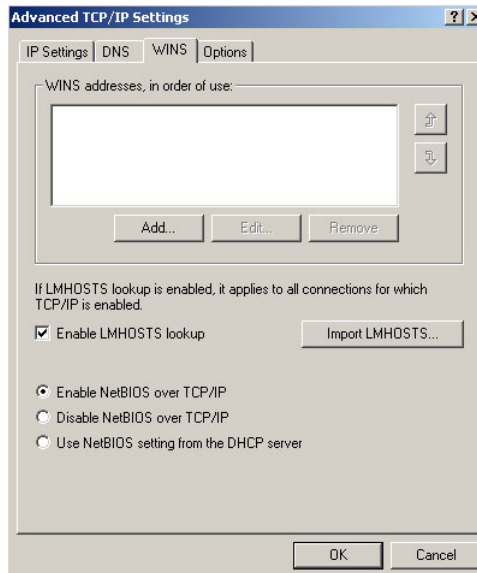 Advanced TCP/IP Settings
IP Settings DNS WINS Options
WINS addresses, in order of use:
Add... Edit... Remove
If LMHOSTS lookup is enabled, it applies to all connections for which
TCP/IP is enabled.
Enable LMHOSTS lookup Import LMHOSTS...
Enable NetBIOS over TCP/IP
Disable NetBIOS over TCP/IP
Use NetBIOS setting from the DHCP server
OK Cancel